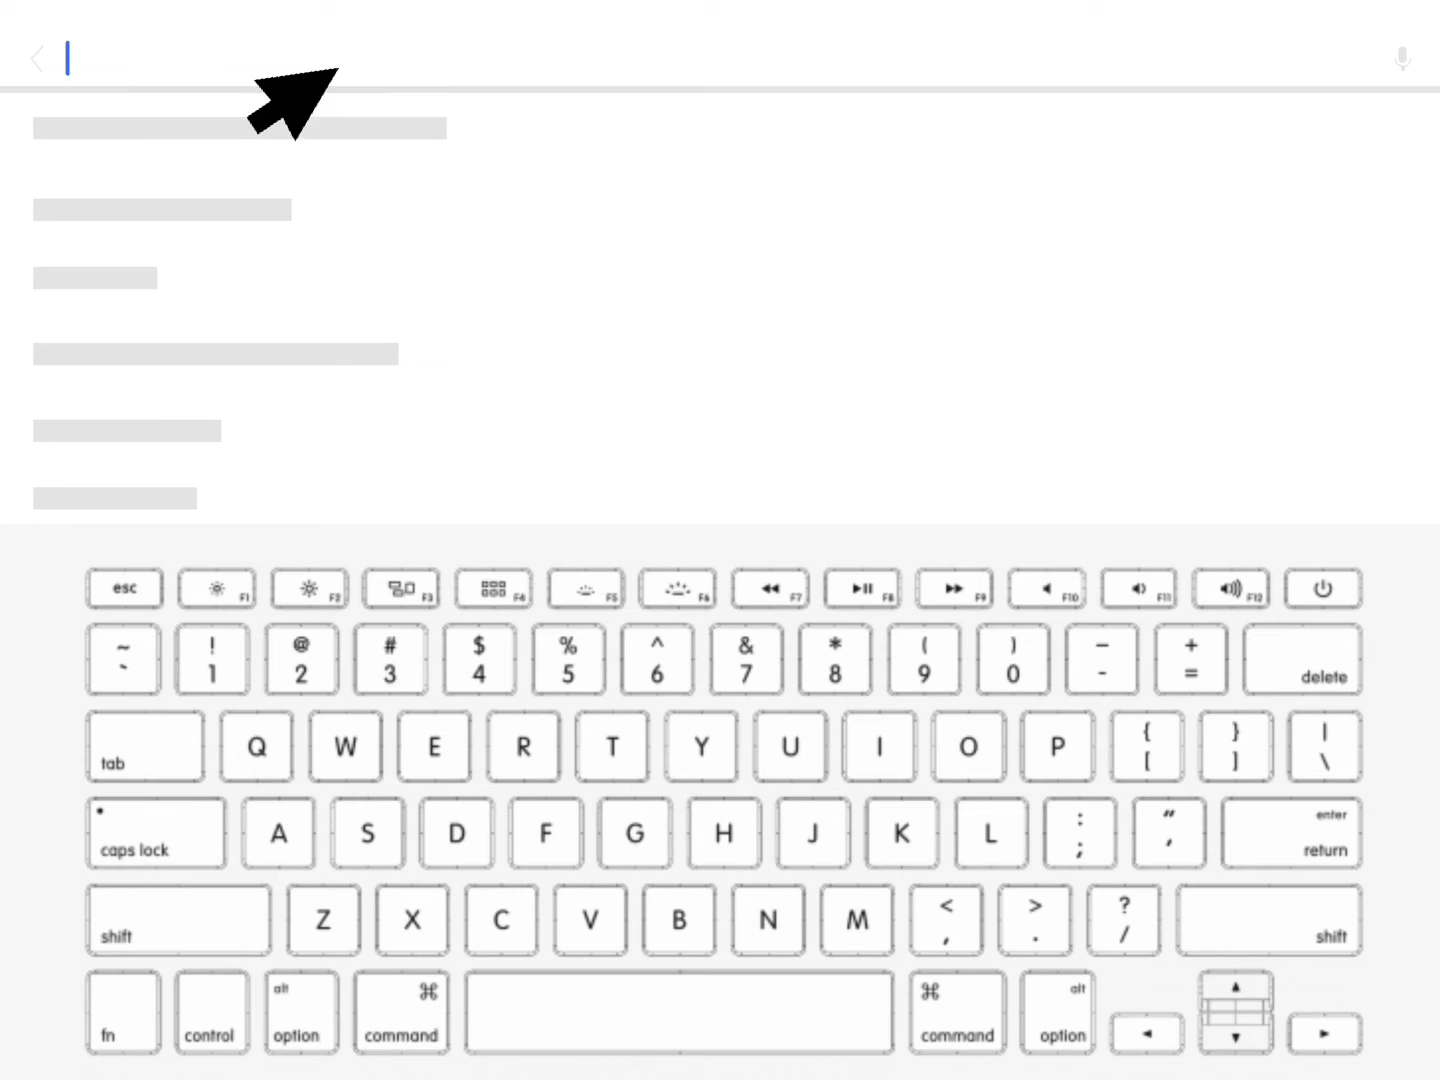 esc F1 F2 F3 F4 F5 F6 F7 F8 F9 F10 F11 F12
~ ! @ # $ % ^ & * ( ) – +
` 1 2 3 4 5 6 7 8 9 0 - = delete
tab Q W E R T Y U I O P { [ } ] | \
caps lock A S D F G H J K L : ; ” ’ enter return
shift Z X C V B N M < , > . ? / shift
fn control alt option ⌘ command ⌘ command alt option ◄ ▲ ▼ ►